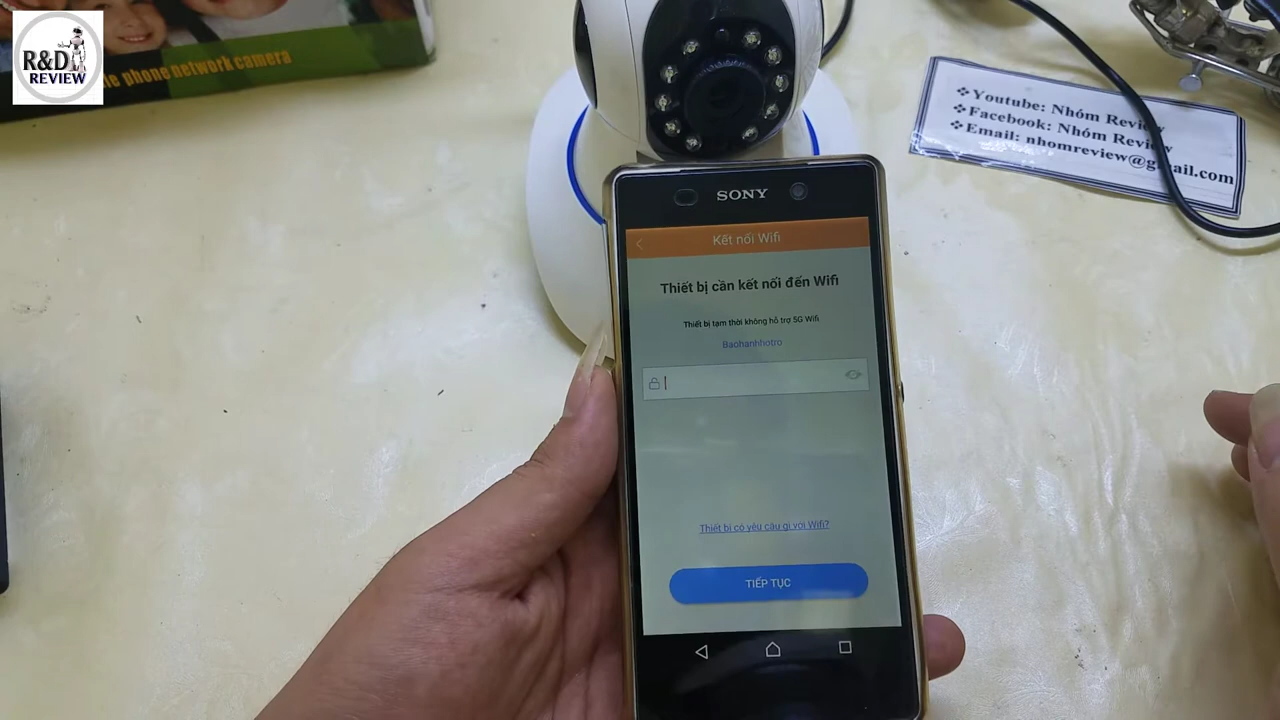 R&D
REVIEW
phone network camera
❖Youtube: Nhóm Review
❖Facebook: Nhóm Review
❖Email: nhomreview@gmail.com
SONY
Kết nối Wifi
Thiết bị cần kết nối đến Wifi
Thiết bị tạm thời không hỗ trợ 5G Wifi
Baohanhhotro
Thiết bị có yêu cầu gì với Wifi?
TIẾP TỤC